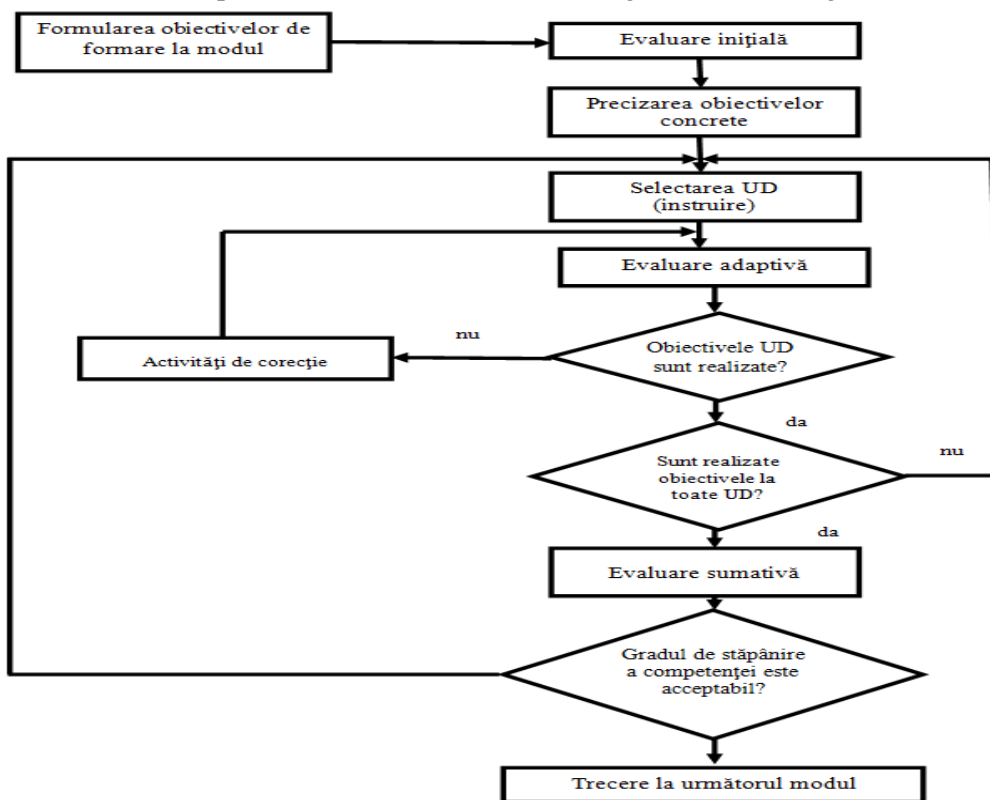 Formularea obiectivelor de
formare la modul
Evaluare iniţială
Precizarea obiectivelor
concrete
Selectarea UD
(instruire)
Evaluare adaptivă
nu
Activităţi de corecţie
Obiectivele UD
sunt realizate?
da
nu
Sunt realizate
obiectivele la
toate UD?
da
Evaluare sumativă
Gradul de stăpânire
a competenţei este
acceptabil?
Trecere la următorul modul